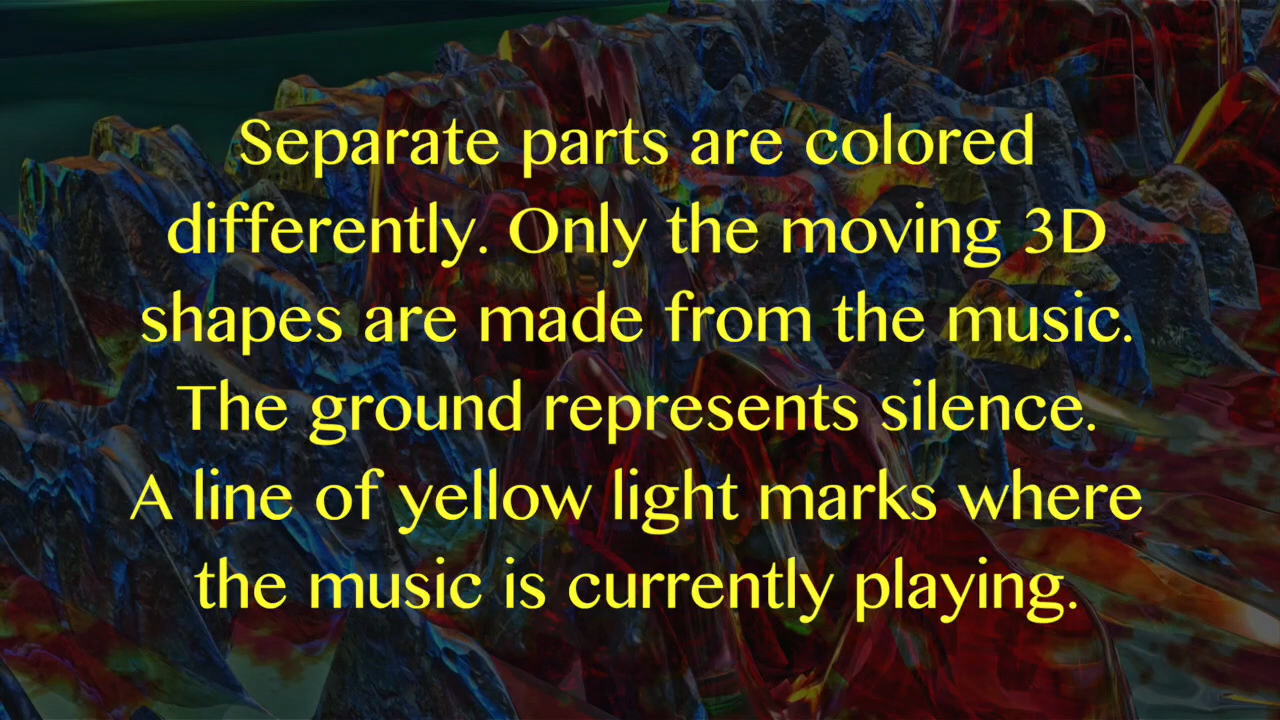 Separate parts are colored
differently. Only the moving 3D
shapes are made from the music.
The ground represents silence.
A line of yellow light marks where
the music is currently playing.